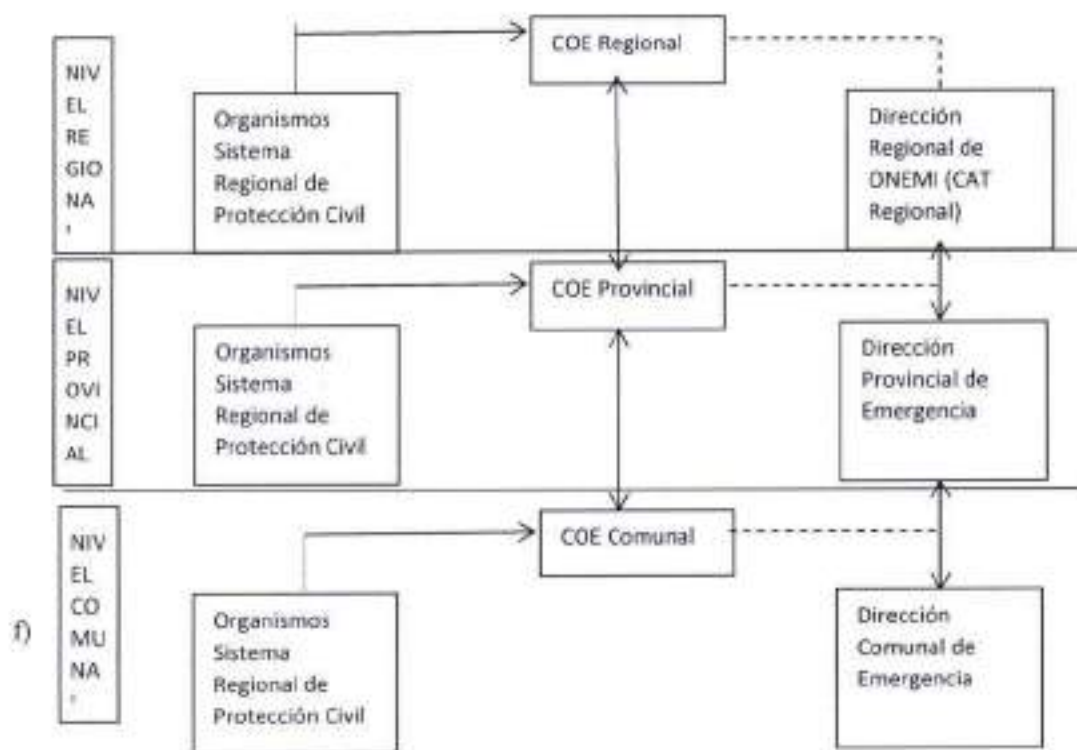 NIV
EL
RE
GIO
NA
COE Regional
Organismos
Sistema
Regional de
Protección Civil
Dirección
Regional de
ONEMI (CAT
Regional)
NIV
EL
PR
OVI
NCI
AL
COE Provincial
Organismos
Sistema
Regional de
Protección Civil
Dirección
Provincial de
Emergencia
f)
NIV
EL
CO
MU
NA
COE Comunal
Organismos
Sistema
Regional de
Protección Civil
Dirección
Comunal de
Emergencia